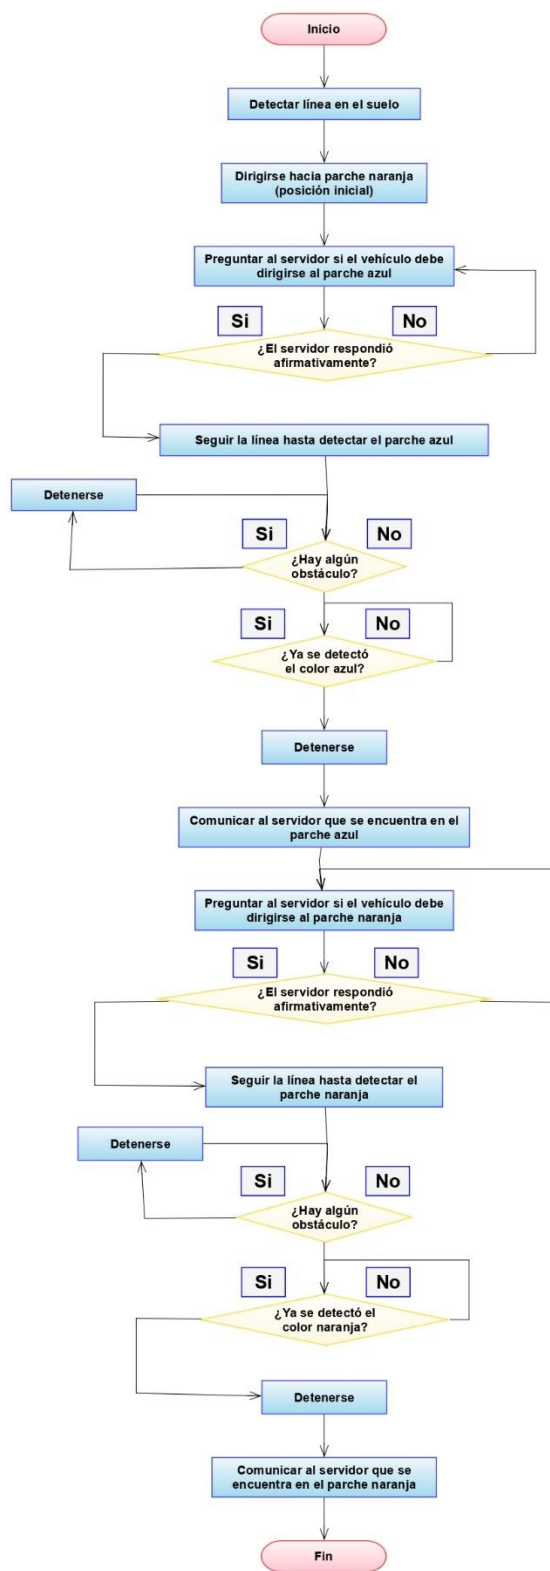 Inicio
Detectar línea en el suelo
Dirigirse hacia parche naranja
(posición inicial)
Preguntar al servidor si el vehículo debe
dirigirse al parche azul
Si
No
¿El servidor respondió
afirmativamente?
Seguir la línea hasta detectar el parche azul
Detenerse
Si
No
¿Hay algún
obstáculo?
Si
No
¿Ya se detectó
el color azul?
Detenerse
Comunicar al servidor que se encuentra en el
parche azul
Preguntar al servidor si el vehículo debe
dirigirse al parche naranja
Si
No
¿El servidor respondió
afirmativamente?
Seguir la línea hasta detectar el
parche naranja
Detenerse
Si
No
¿Hay algún
obstáculo?
Si
No
¿Ya se detectó el
color naranja?
Detenerse
Comunicar al servidor que se
encuentra en el parche naranja
Fin